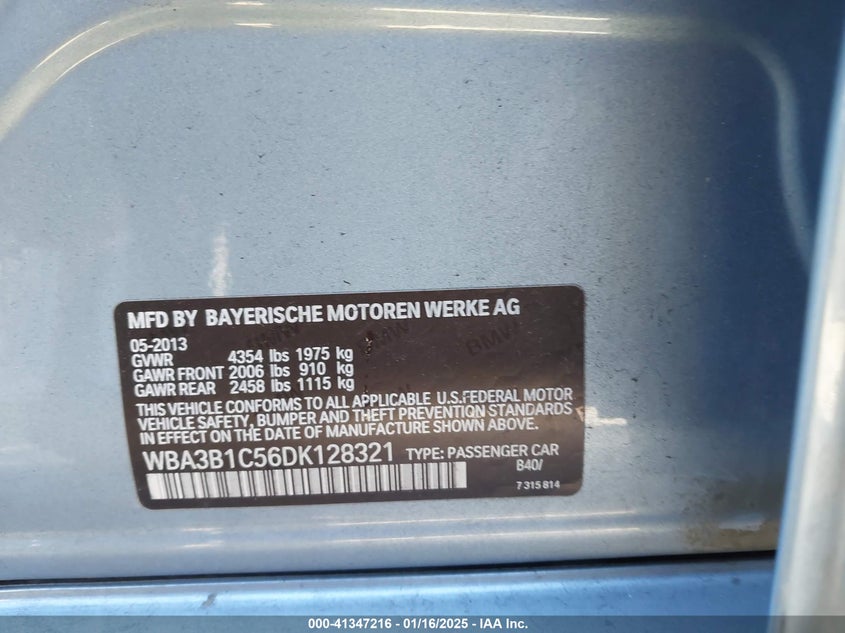 MFD BY BAYERISCHE MOTOREN WERKE AG
05-2013
GVWR 4354 lbs 1975 kg
GAWR FRONT 2006 lbs 910 kg
GAWR REAR 2458 lbs 1115 kg
THIS VEHICLE CONFORMS TO ALL APPLICABLE U.S.FEDERAL MOTOR
VEHICLE SAFETY, BUMPER AND THEFT PREVENTION STANDARDS
IN EFFECT ON THE DATE OF MANUFACTURE SHOWN ABOVE.
WBA3B1C56DK128321 TYPE: PASSENGER CAR
B40/
7 315 814
000-41347216 - 01/16/2025 - IAA Inc.